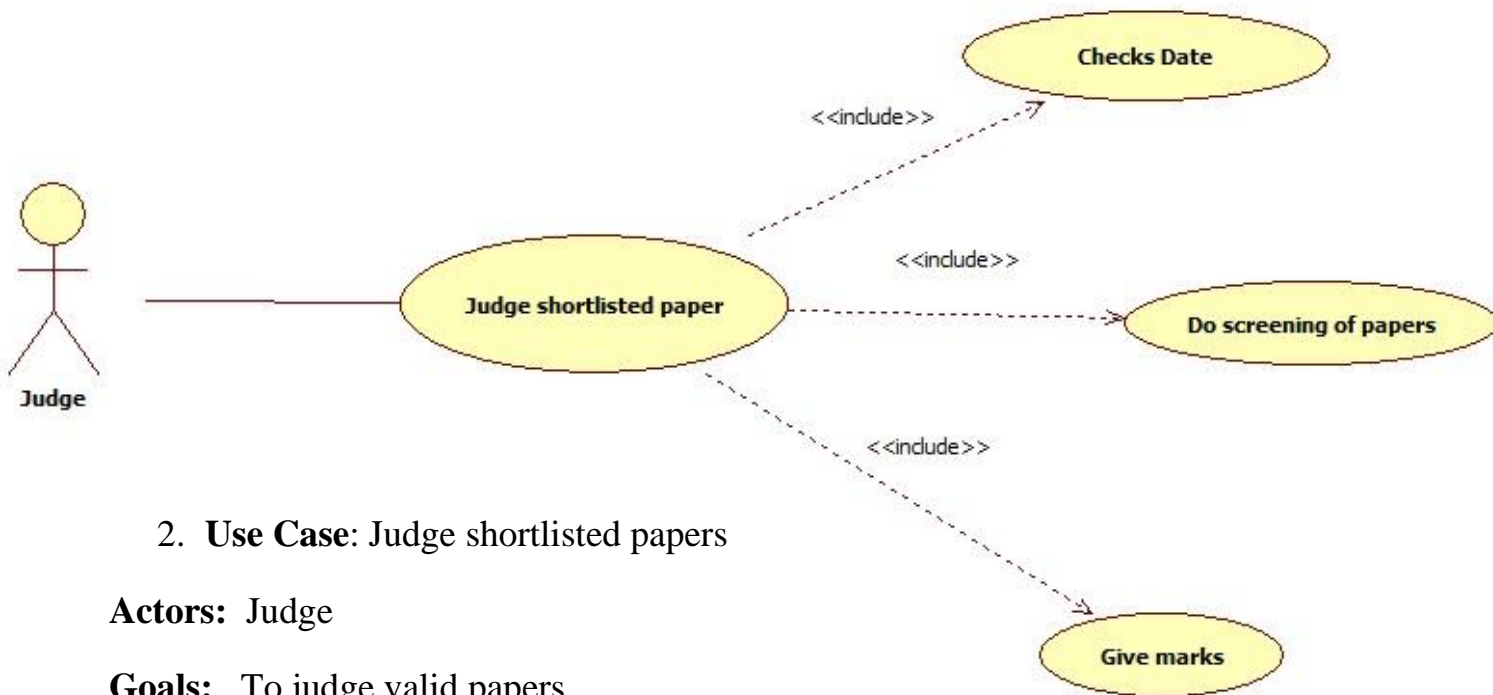 Checks Date
<<include>>
<<include>>
Judge shortlisted paper
Do screening of papers
Judge
<<include>>
2. Use Case: Judge shortlisted papers
Actors: Judge
Give marks
Goals: To judge valid papers